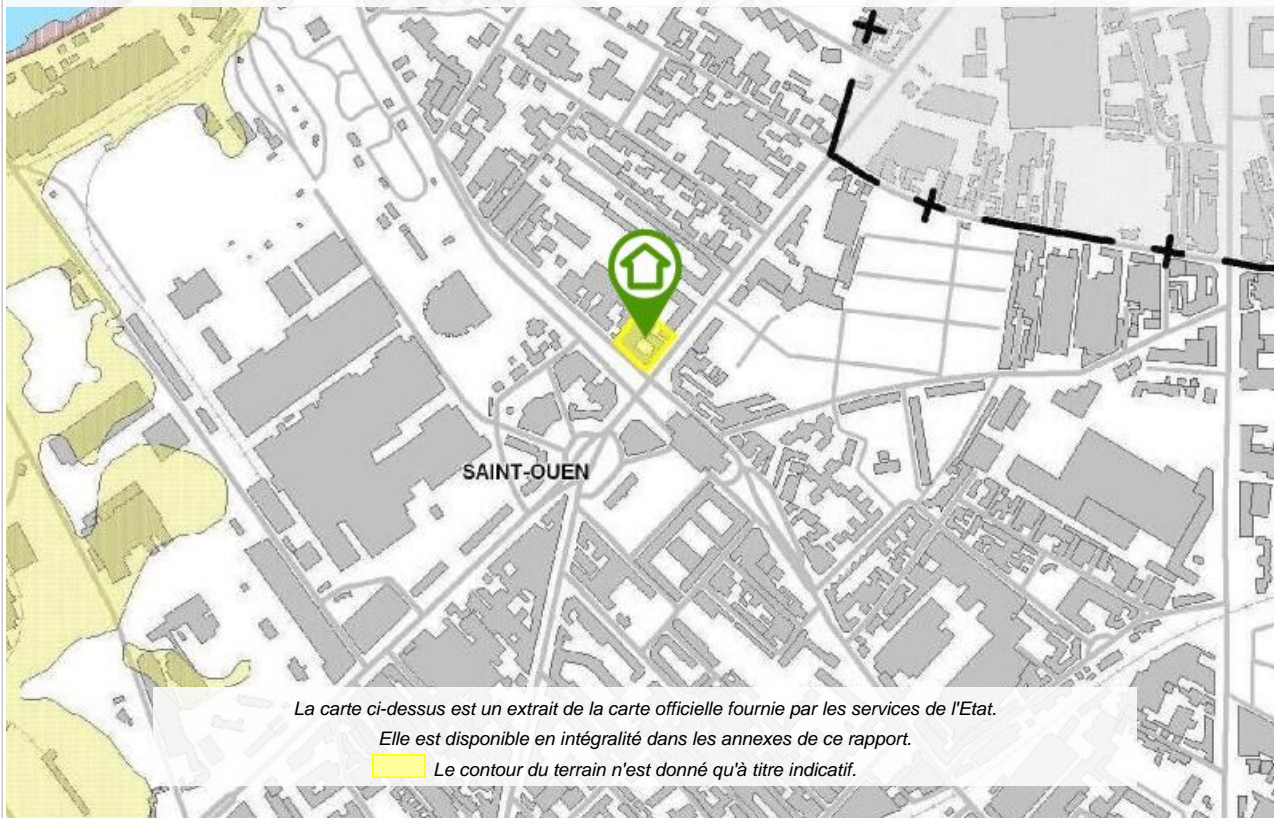 SAINT-OUEN
La carte ci-dessus est un extrait de la carte officielle fournie par les services de l'Etat.
Elle est disponible en intégralité dans les annexes de ce rapport.
Le contour du terrain n'est donné qu'à titre indicatif.